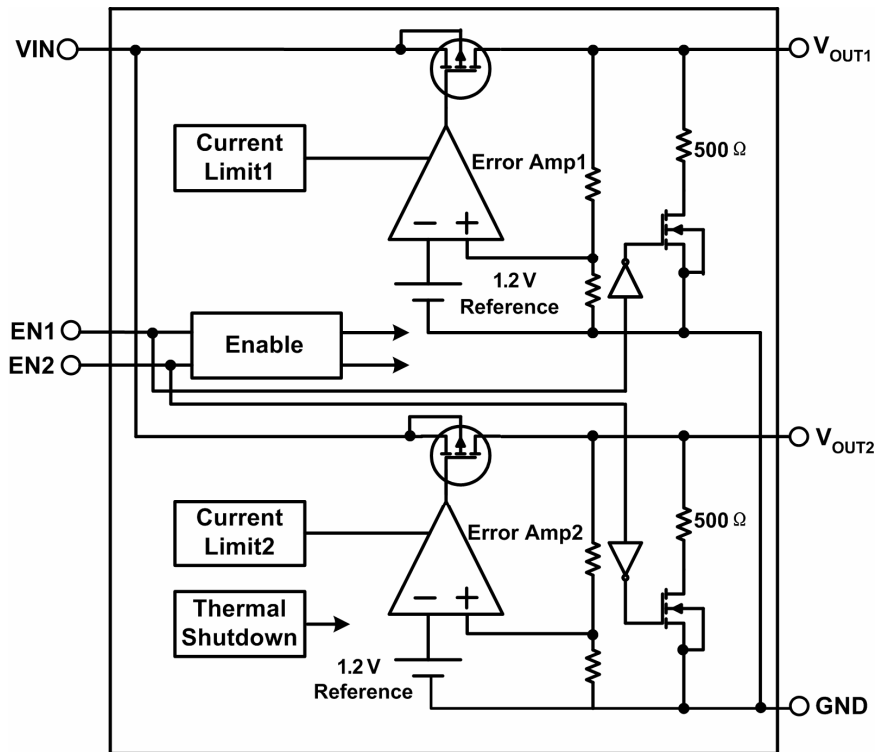 VIN
VOUT1
Current
Limit1
Error Amp1
500 Ω
− +
1.2 V
Reference
EN1
EN2
Enable
VOUT2
Current
Limit2
Error Amp2
500 Ω
− +
Thermal
Shutdown
1.2 V
Reference
GND